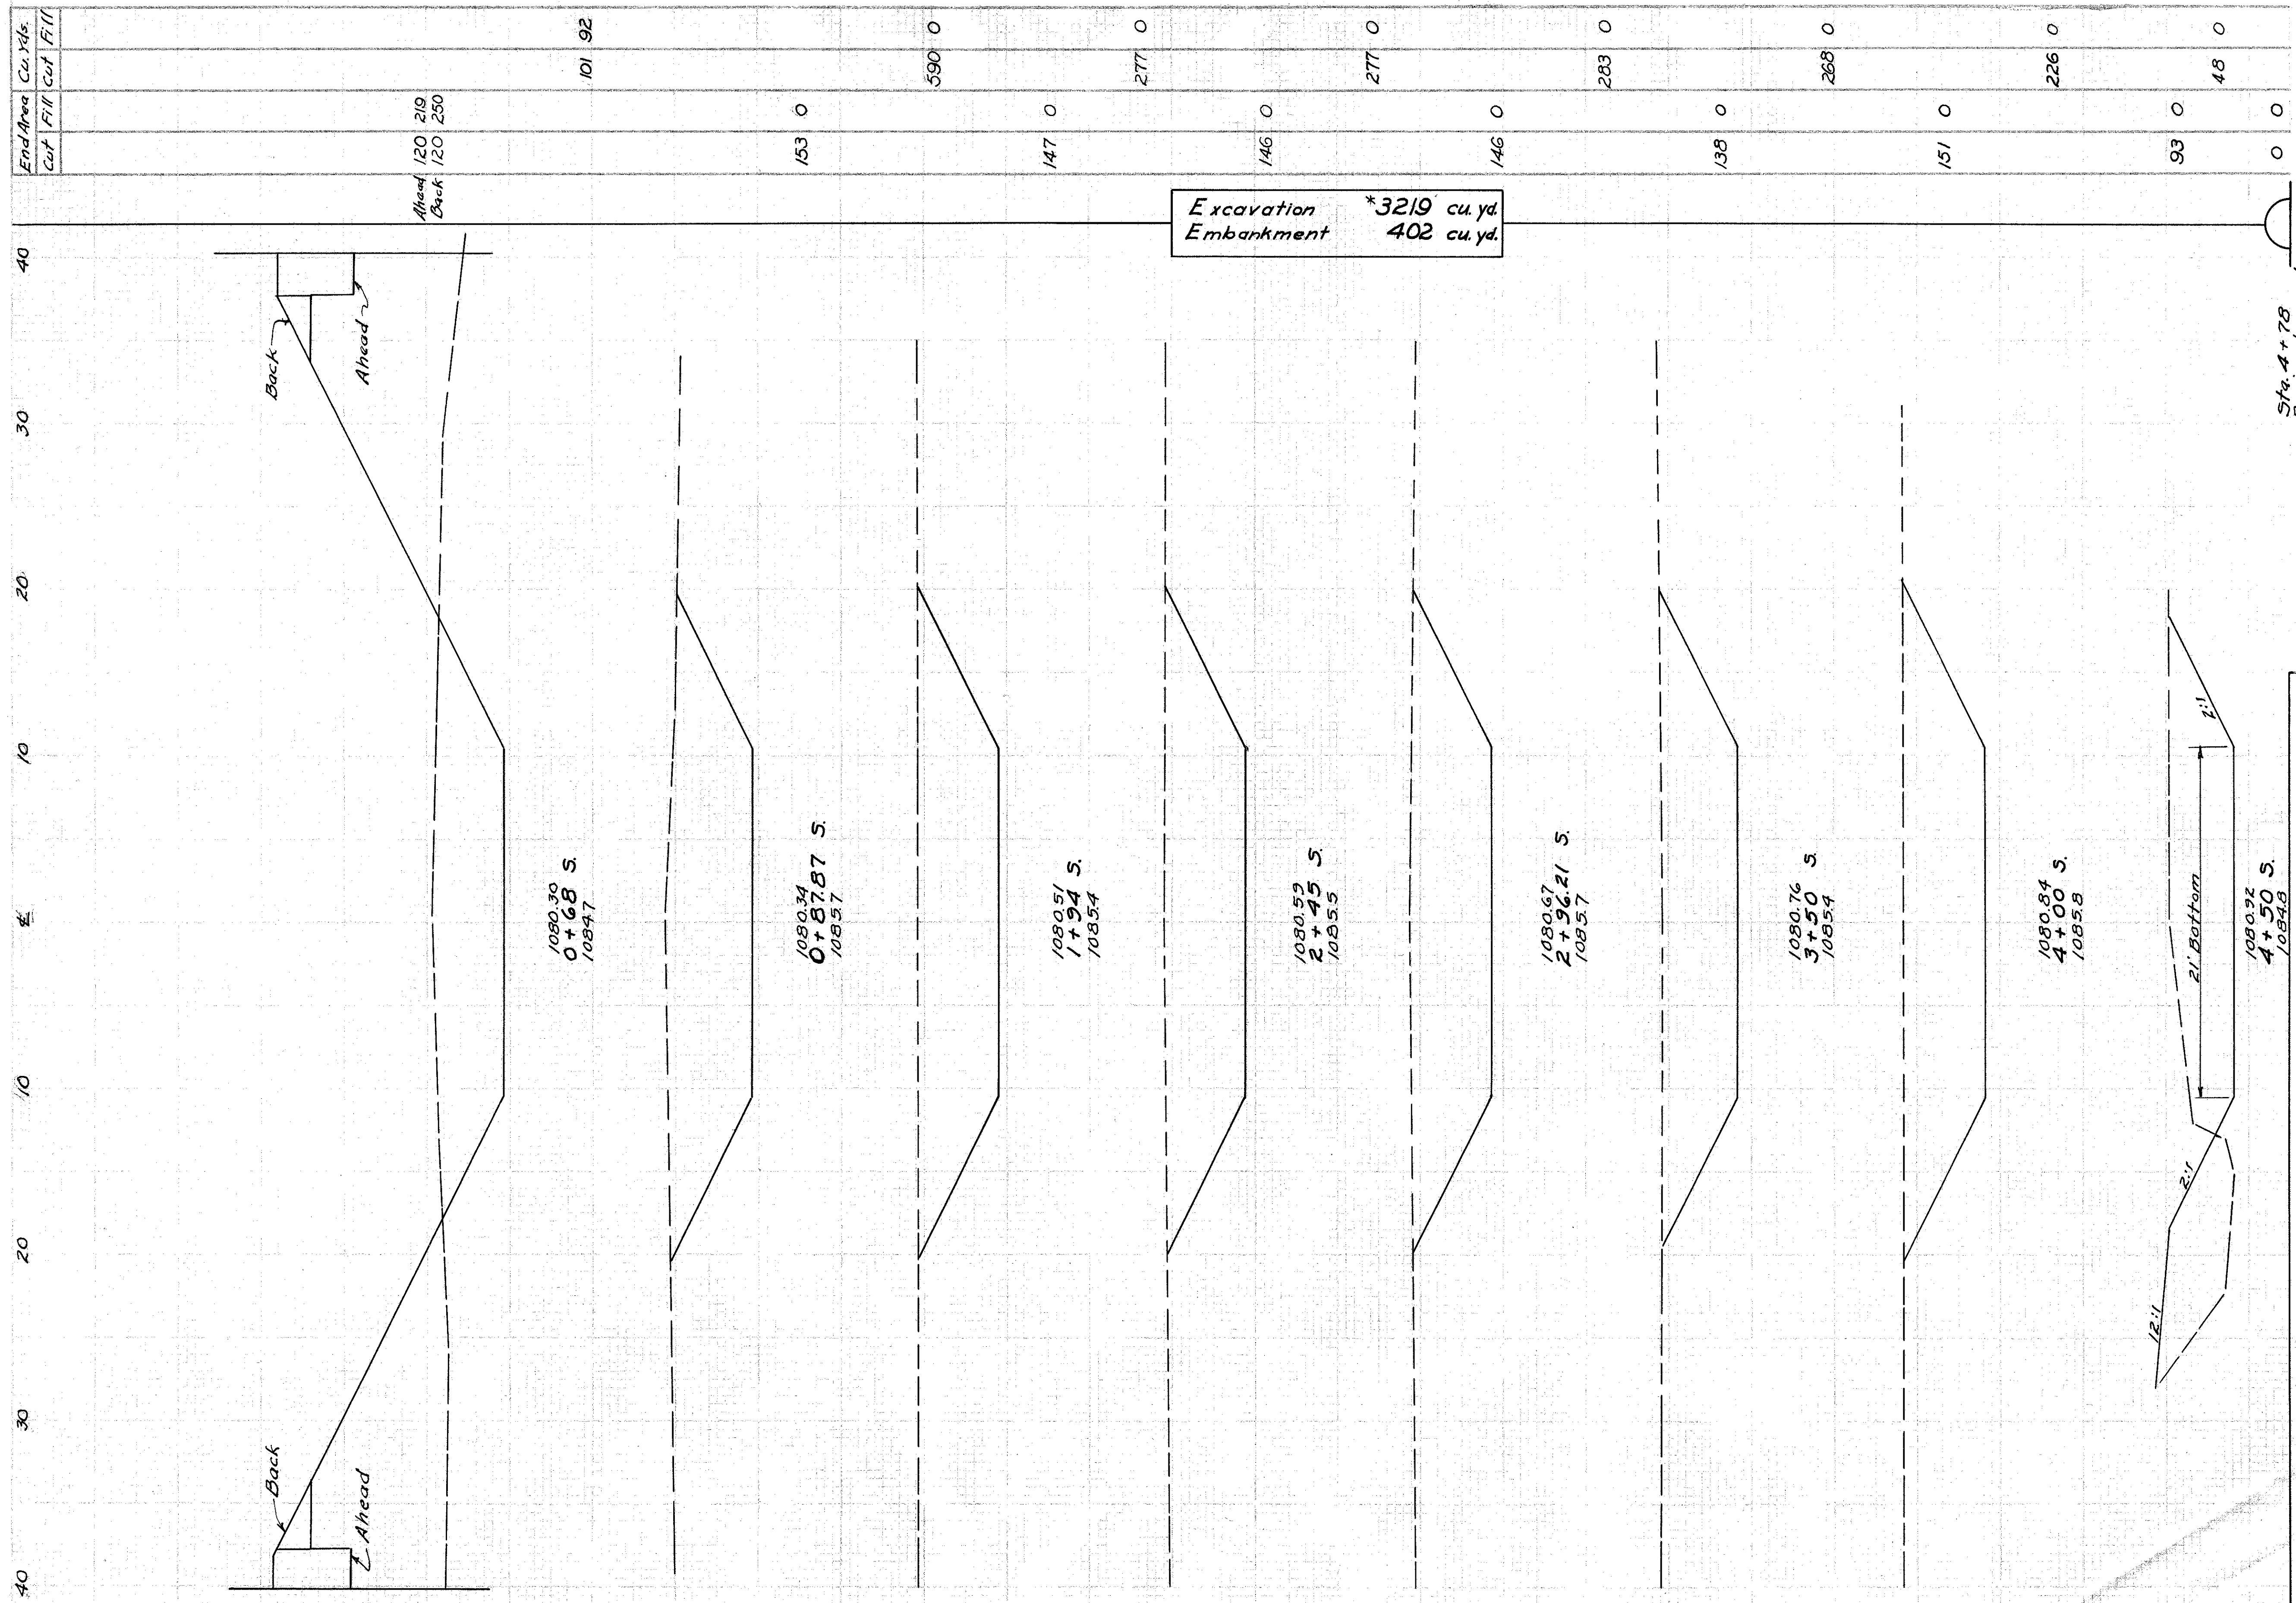 End Area Cu. Yds.
Cut Fill Cut Fill
Ahead 120 219
Back 120 250
101 92
153 0
590 0
147 0
277 0
146 0
277 0
146 0
283 0
138 0
268 0
151 0
226 0
93 0
48 0
0 0
Excavation *3219 cu. yd.
Embankment 402 cu. yd.
40 30 20 10 ℄ 10 20 30 40
Back
Ahead
Back
Ahead
1080.30
0+68 S.
1084.7
1080.34
0+87.87 S.
1085.7
1080.51
1+94 S.
1085.4
1080.59
2+45 S.
1085.5
1080.67
2+96.21 S.
1085.7
1080.76
3+50 S.
1085.4
1080.84
4+00 S.
1085.8
12:1
2:1
21' Bottom
2:1
1080.92
4+50 S.
1084.8
Sta. 4+78